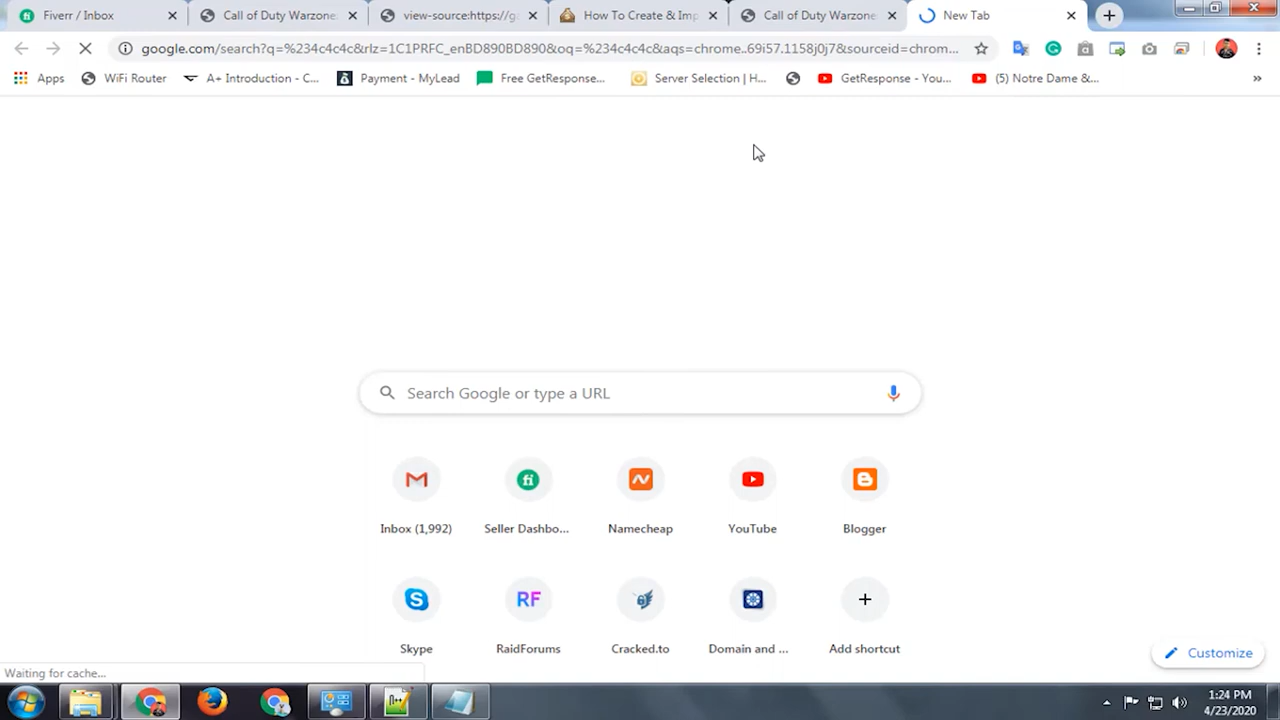 Fiverr / Inbox
Call of Duty Warzone
view-source:https://g
How To Create & Imp
Call of Duty Warzone
New Tab
google.com/search?q=%234c4c4c&rlz=1C1PRFC_enBD890BD890&oq=%234c4c4c&aqs=chrome..69i57.1158j0j7&sourceid=chrom...
Apps
WiFi Router
A+ Introduction - C...
Payment - MyLead
Free GetResponse...
Server Selection | H...
GetResponse - You...
(5) Notre Dame &...
»
Search Google or type a URL
Inbox (1,992)
Seller Dashbo...
Namecheap
YouTube
Blogger
RF
Skype
RaidForums
Cracked.to
Domain and ...
Add shortcut
Customize
Waiting for cache...
1:24 PM
4/23/2020